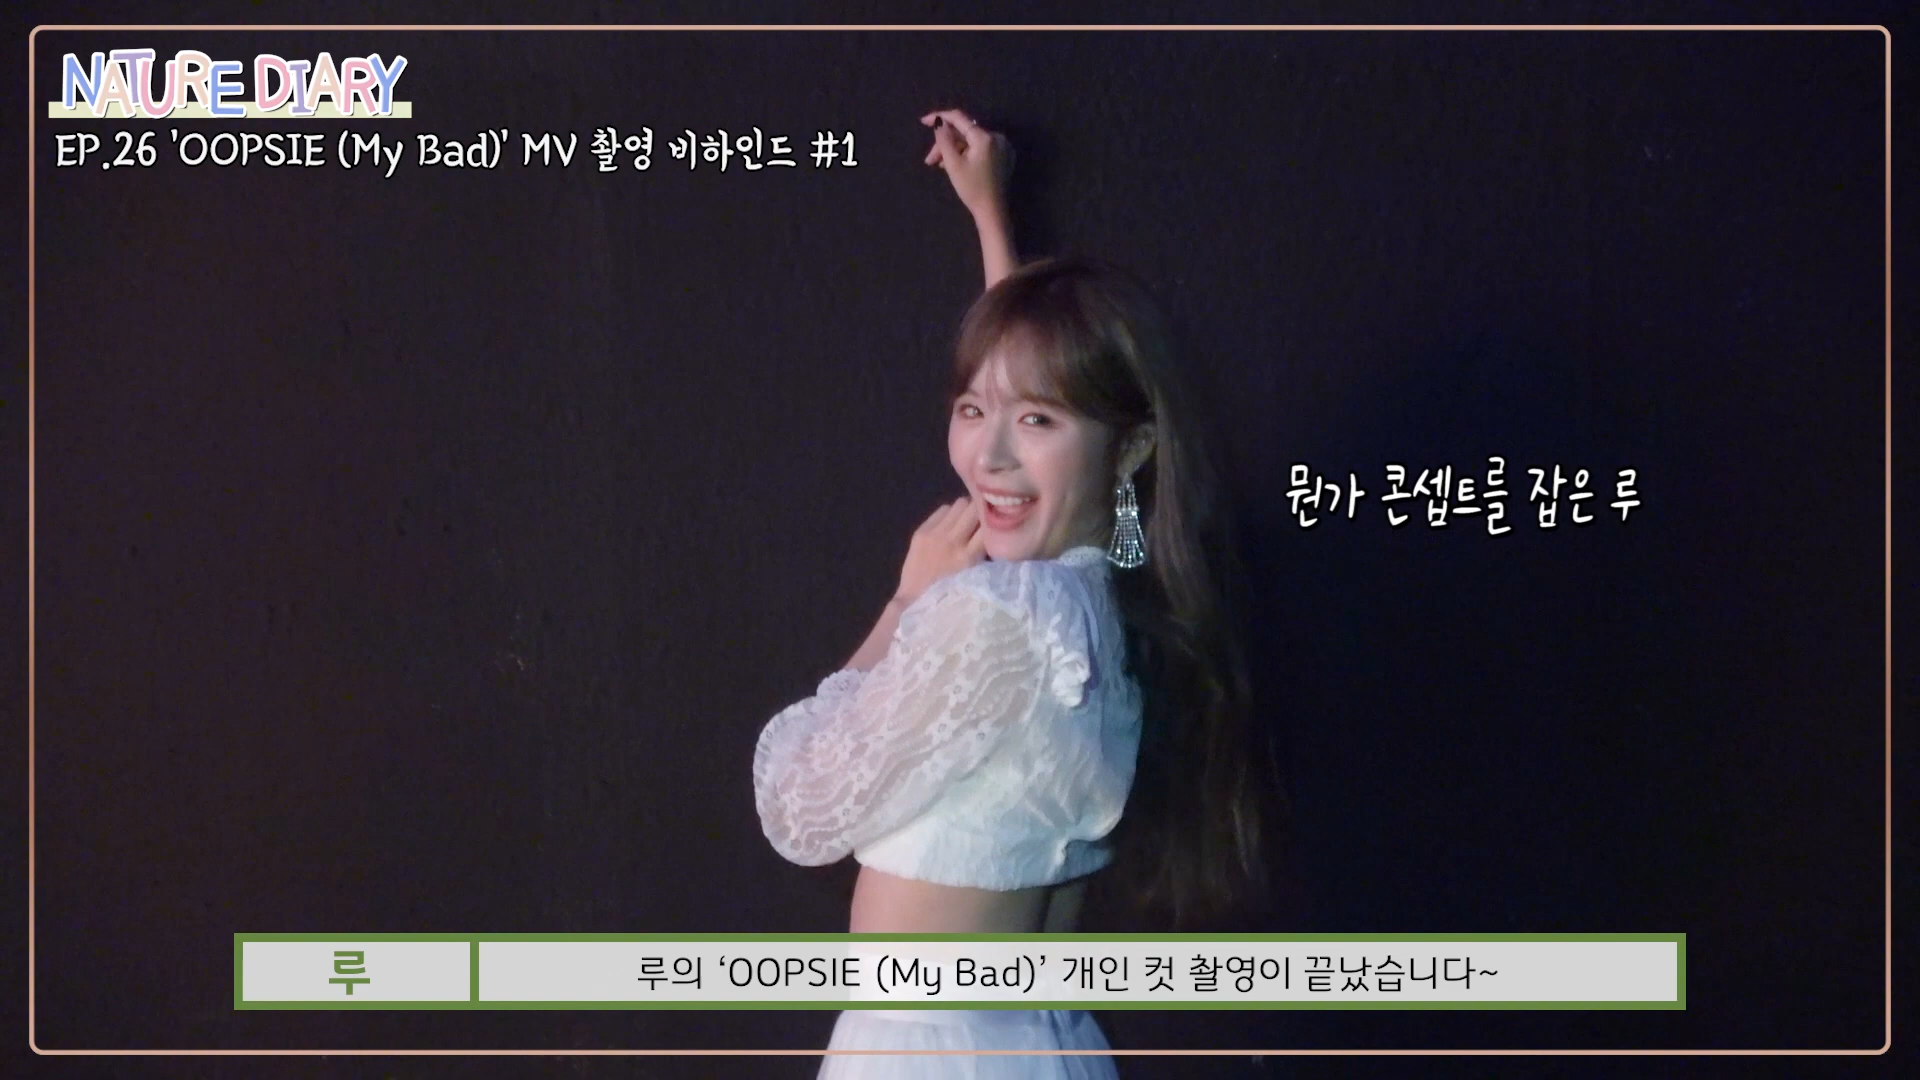 NATURE DIARY
EP.26 'OOPSIE (My Bad)' MV 촬영 비하인드 #1
뭔가 콘셉트를 잡은 루
루
루의 ‘OOPSIE (My Bad)’ 개인 컷 촬영이 끝났습니다~